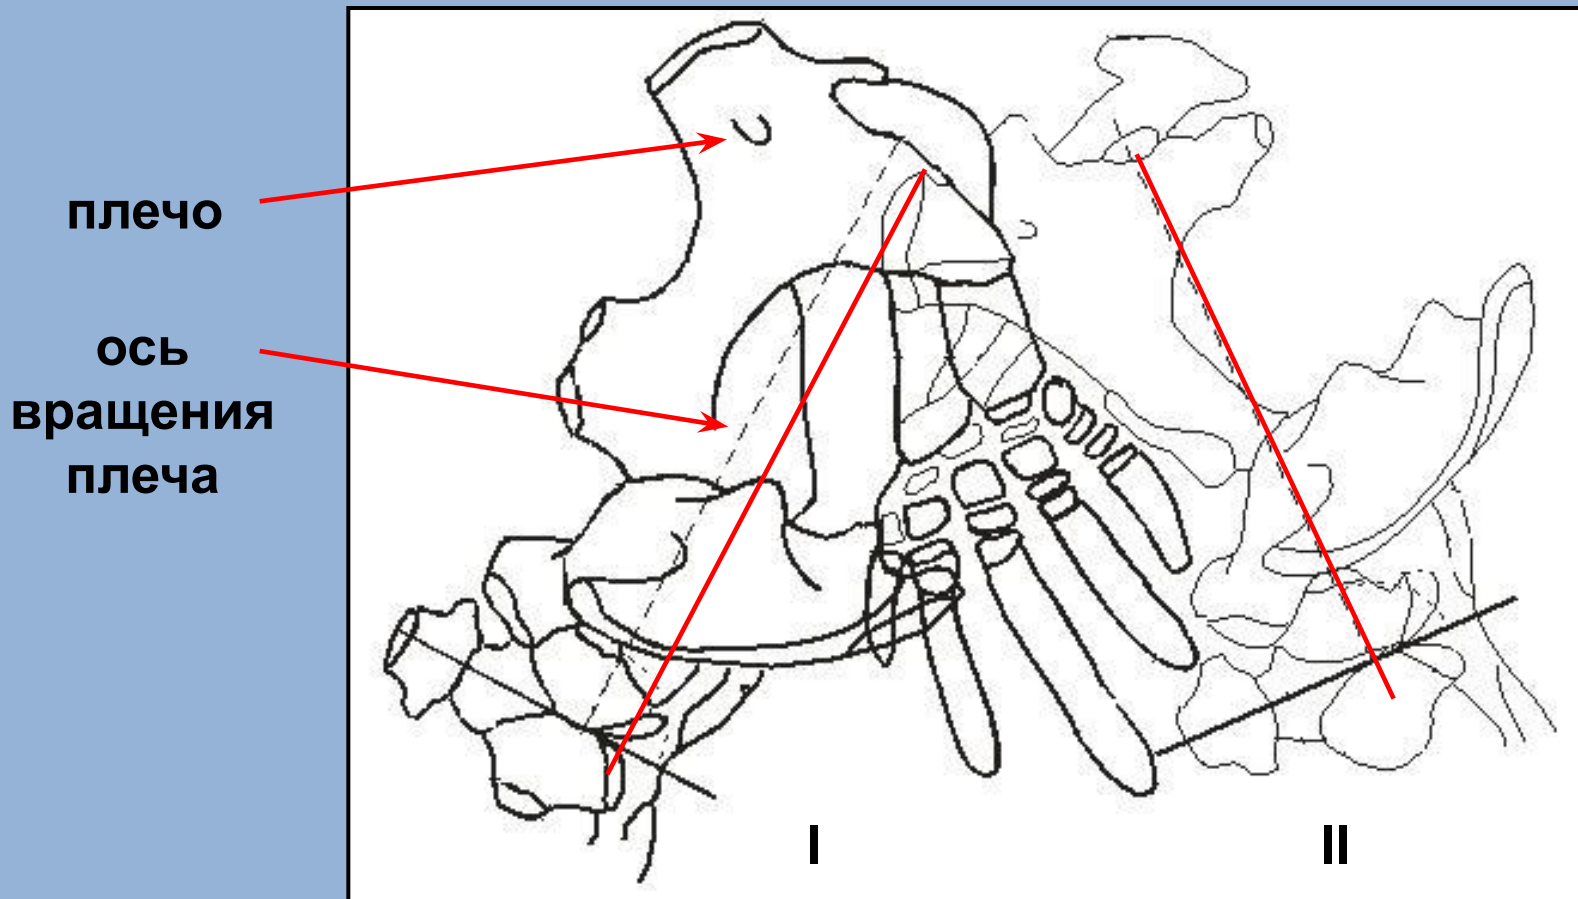 плечо
ось
вращения
плеча
I
II